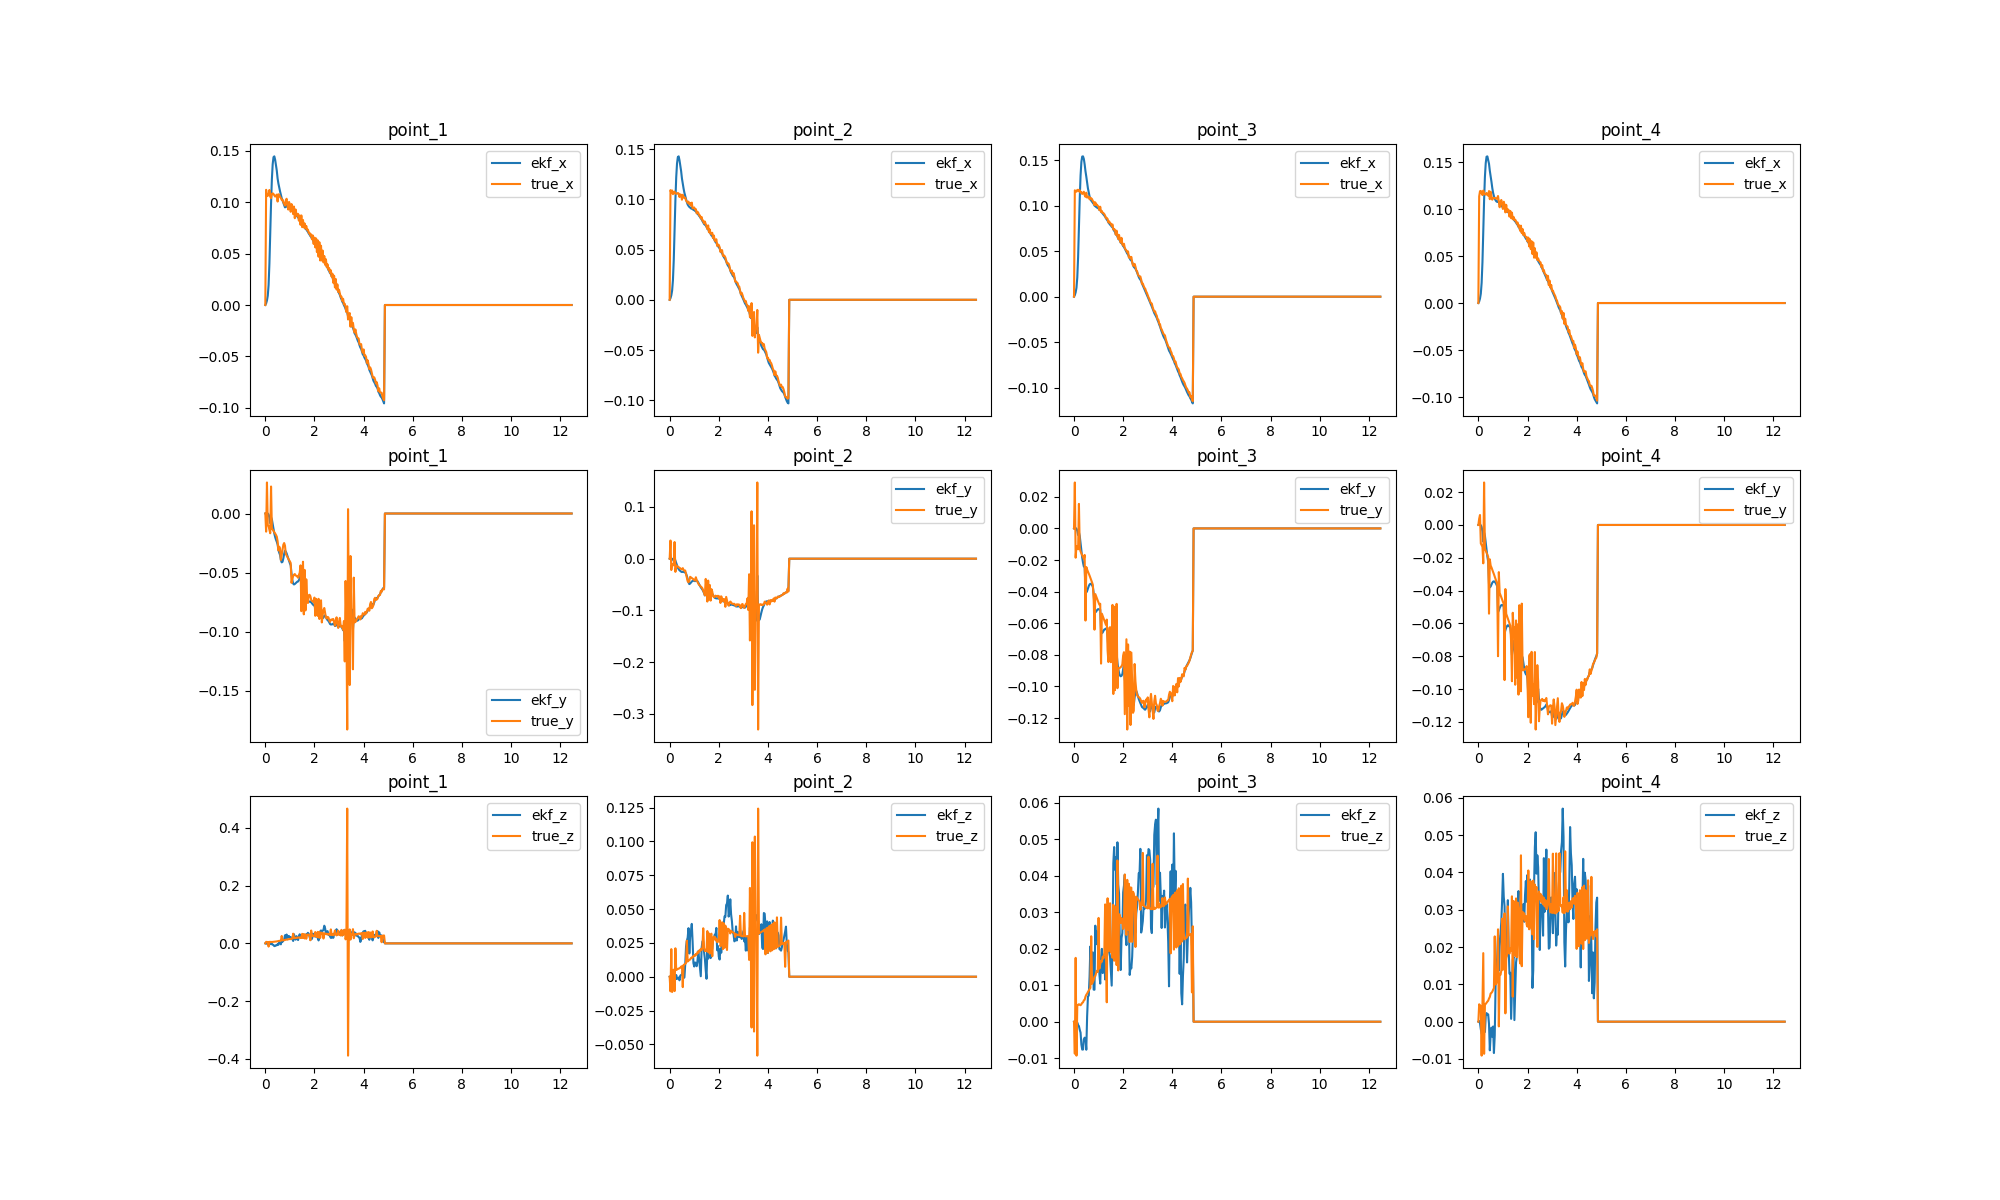 point_1 point_2 point_3 point_4
0.15 0.15 0.15 0.15
ekf_x ekf_x ekf_x ekf_x
true_x true_x true_x true_x
0.10 0.10 0.10 0.10
0.05 0.05 0.05 0.05
0.00 0.00 0.00 0.00
−0.05 −0.05 −0.05 −0.05
−0.10 −0.10 −0.10 −0.10
0 2 4 6 8 10 12 0 2 4 6 8 10 12 0 2 4 6 8 10 12 0 2 4 6 8 10 12
point_1 point_2 point_3 point_4
ekf_y ekf_y ekf_y
true_y true_y true_y
0.00 0.1 0.02 0.02
−0.05 0.0 0.00 0.00
−0.10 −0.1 −0.02 −0.02
−0.15 −0.2 −0.04 −0.04
−0.3 −0.06 −0.06
−0.08 −0.08
−0.10 −0.10
−0.12 −0.12
ekf_y
true_y
0 2 4 6 8 10 12 0 2 4 6 8 10 12 0 2 4 6 8 10 12 0 2 4 6 8 10 12
point_1 point_2 point_3 point_4
ekf_z ekf_z ekf_z ekf_z
true_z true_z true_z true_z
0.4 0.125 0.06 0.06
0.2 0.100 0.05 0.05
0.0 0.075 0.04 0.04
−0.2 0.050 0.03 0.03
−0.4 0.025 0.02 0.02
0.000 0.01 0.01
−0.025 0.00 0.00
−0.050 −0.01 −0.01
0 2 4 6 8 10 12 0 2 4 6 8 10 12 0 2 4 6 8 10 12 0 2 4 6 8 10 12